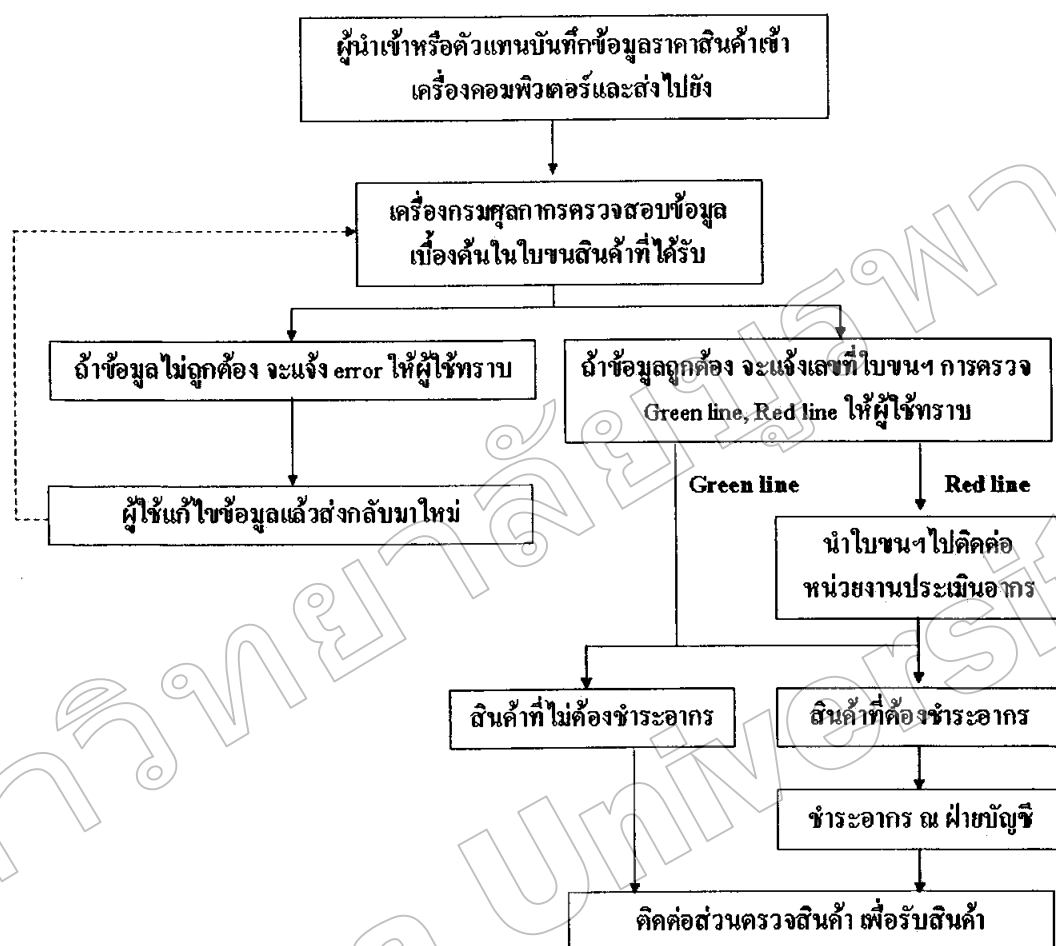 ผู้นำเข้าหรือตัวแทนบันทึกข้อมูลราคาสินค้าเข้า
เครื่องคอมพิวเตอร์และส่งไปยัง
เครื่องกรมศุลกากรตรวจสอบข้อมูล
เบื้องต้นในใบขนสินค้าที่ได้รับ
ถ้าข้อมูลไม่ถูกต้อง จะแจ้ง error ให้ผู้ใช้ทราบ
ถ้าข้อมูลถูกต้อง จะแจ้งเลขที่ใบขนฯ การตรวจ
Green line, Red line ให้ผู้ใช้ทราบ
ผู้ใช้แก้ไขข้อมูลแล้วส่งกลับมาใหม่
Green line
Red line
นำใบขนฯไปติดต่อ
หน่วยงานประเมินอากร
สินค้าที่ไม่ต้องชำระอากร
สินค้าที่ต้องชำระอากร
ชำระอากร ณ ฝ่ายบัญชี
ติดต่อส่วนตรวจสินค้า เพื่อรับสินค้า